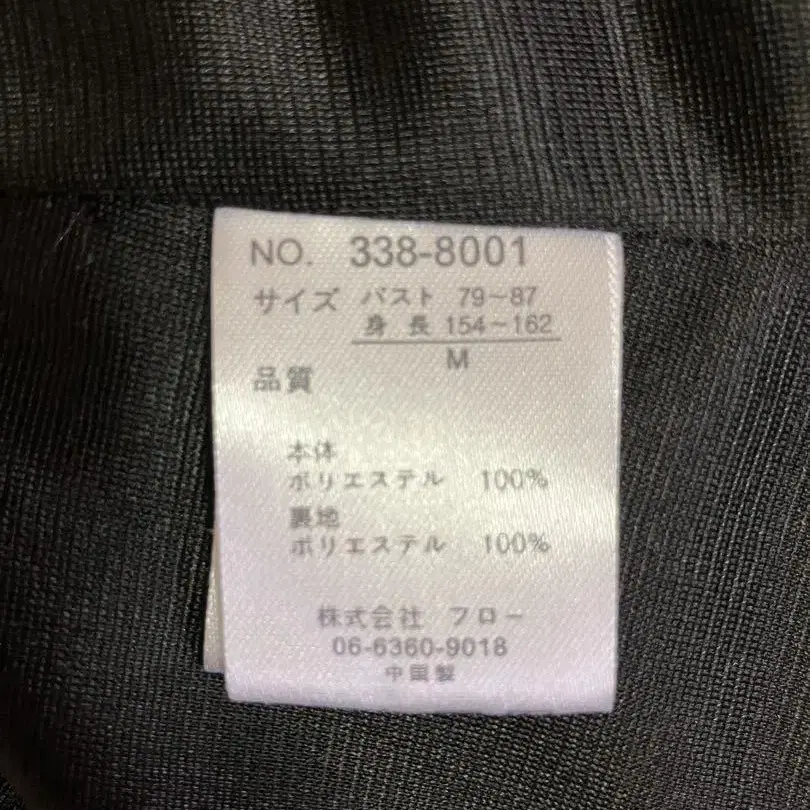 NO. 338-8001
サイズ バスト 79~87
身 長 154~162
M
品質
本体
ポリエステル 100%
裏地
ポリエステル 100%
株式会社 フロー
06-6360-9018
中国製